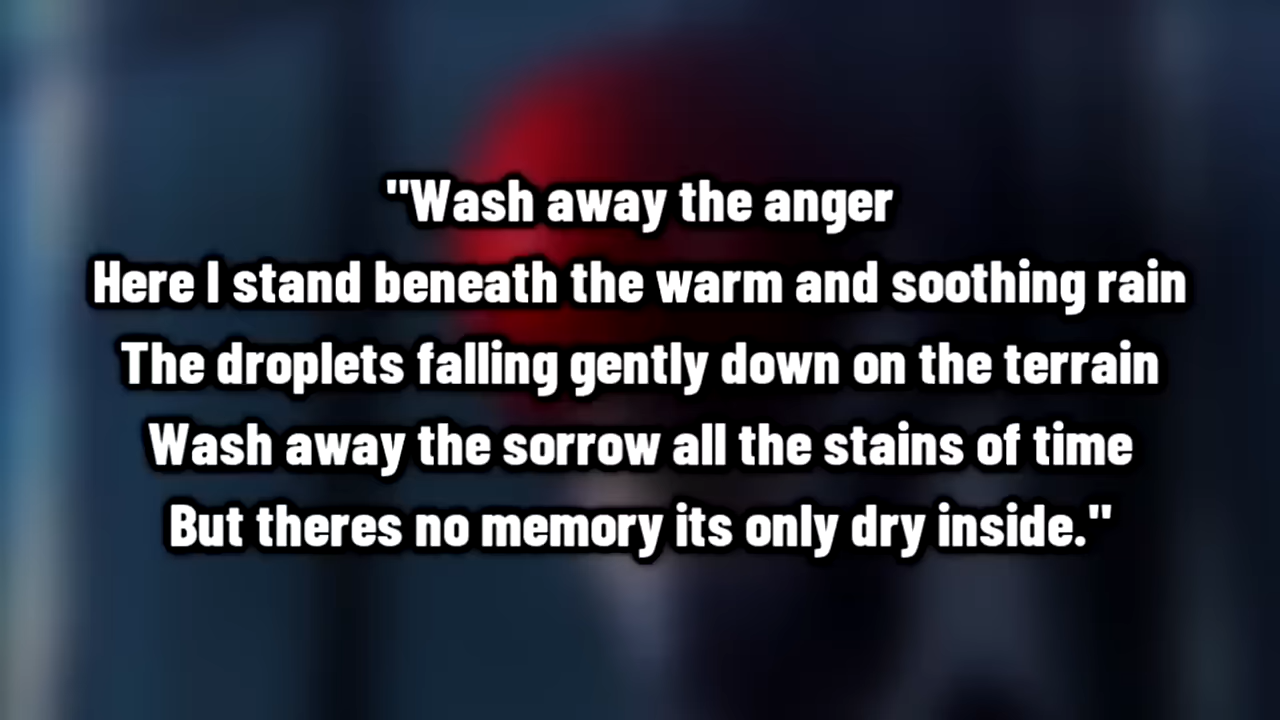 "Wash away the anger
Here I stand beneath the warm and soothing rain
The droplets falling gently down on the terrain
Wash away the sorrow all the stains of time
But theres no memory its only dry inside."